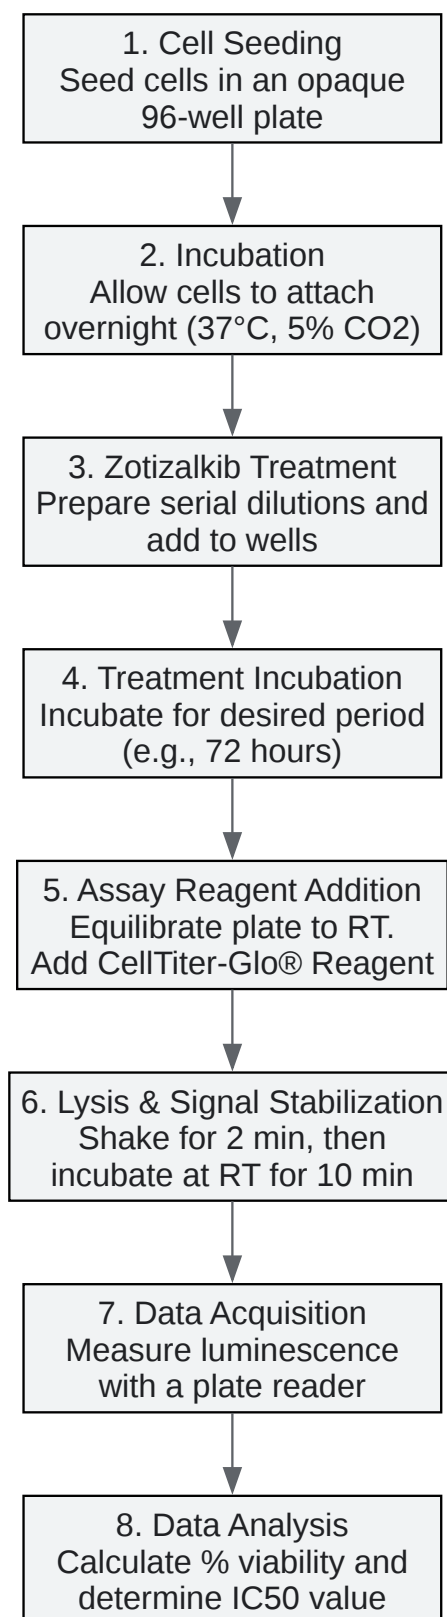 1. Cell Seeding
Seed cells in an opaque
96-well plate
2. Incubation
Allow cells to attach
overnight (37°C, 5% CO2)
3. Zotizalkib Treatment
Prepare serial dilutions and
add to wells
4. Treatment Incubation
Incubate for desired period
(e.g., 72 hours)
5. Assay Reagent Addition
Equilibrate plate to RT.
Add CellTiter-Glo® Reagent
6. Lysis & Signal Stabilization
Shake for 2 min, then
incubate at RT for 10 min
7. Data Acquisition
Measure luminescence
with a plate reader
8. Data Analysis
Calculate % viability and
determine IC50 value